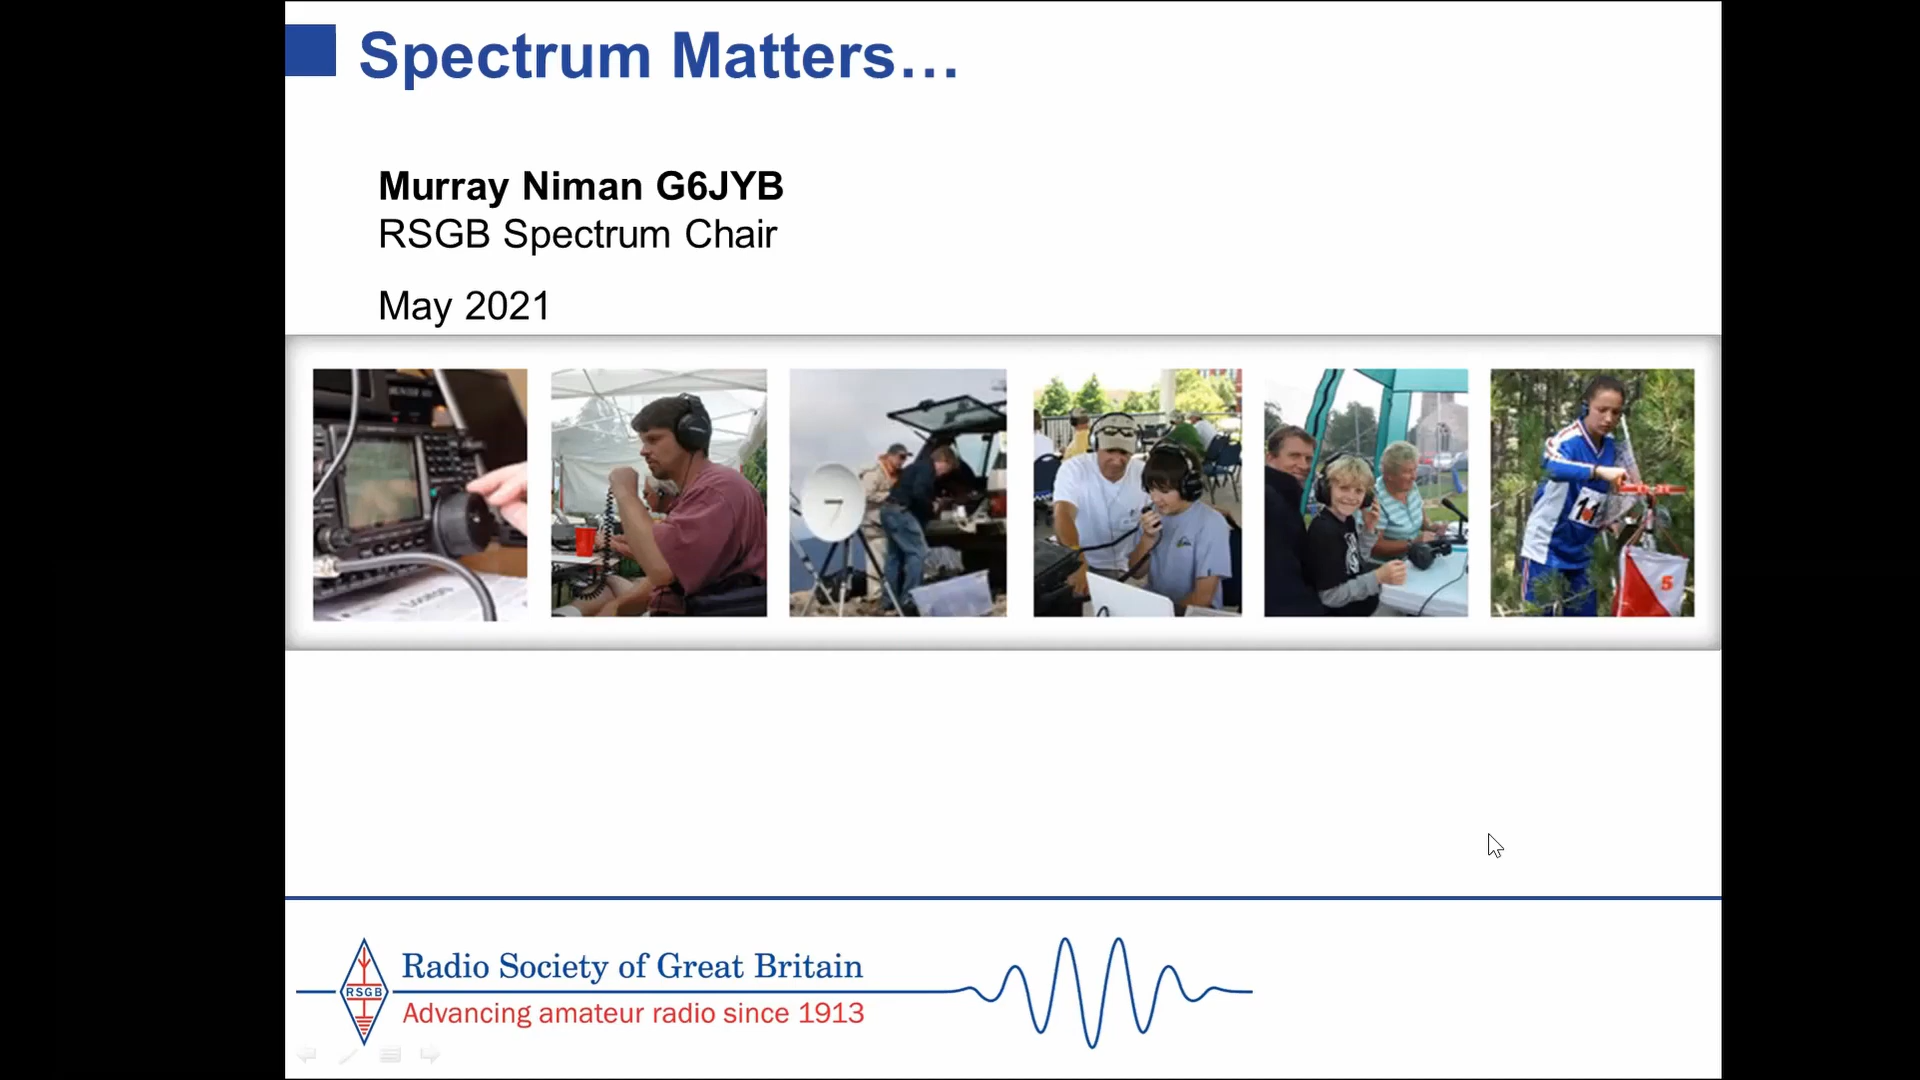 Spectrum Matters...
Murray Niman G6JYB
RSGB Spectrum Chair
May 2021
5
RSGB
Radio Society of Great Britain
Advancing amateur radio since 1913